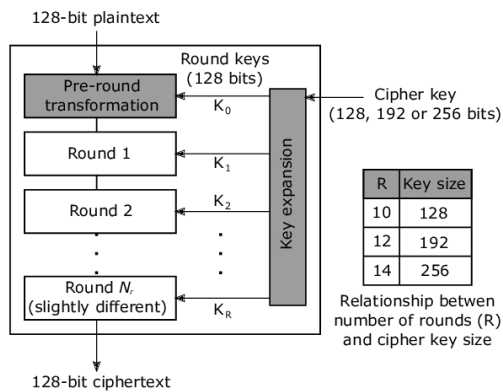 128-bit plaintext
Round keys
(128 bits)
Pre-round
transformation
K0
Cipher key
(128, 192 or 256 bits)
Round 1
K1
Round 2
K2
Key expansion
Round Nr
(slightly different)
KR
128-bit ciphertext
R Key size
10 128
12 192
14 256
Relationship betwen
number of rounds (R)
and cipher key size